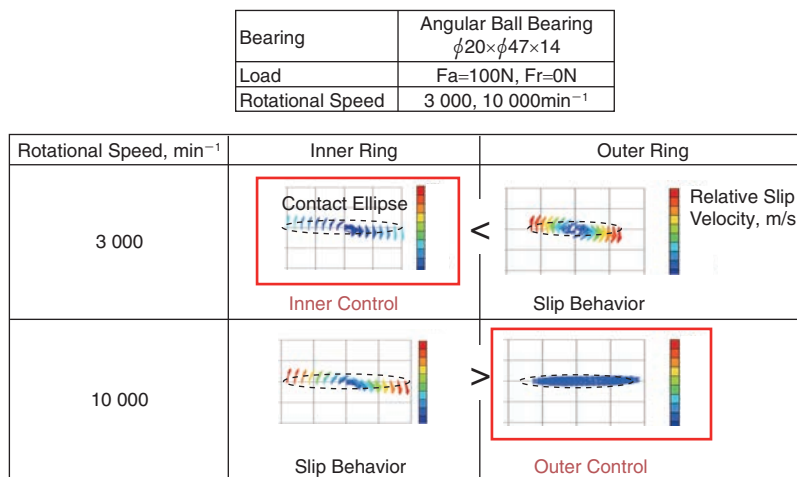 Bearing
Angular Ball Bearing
ϕ20×ϕ47×14
Load
Fa=100N, Fr=0N
Rotational Speed
3 000, 10 000min⁻¹
Rotational Speed, min⁻¹
Inner Ring
Outer Ring
3 000
Contact Ellipse
<
Relative Slip
Velocity, m/s
Inner Control
Slip Behavior
10 000
>
Slip Behavior
Outer Control